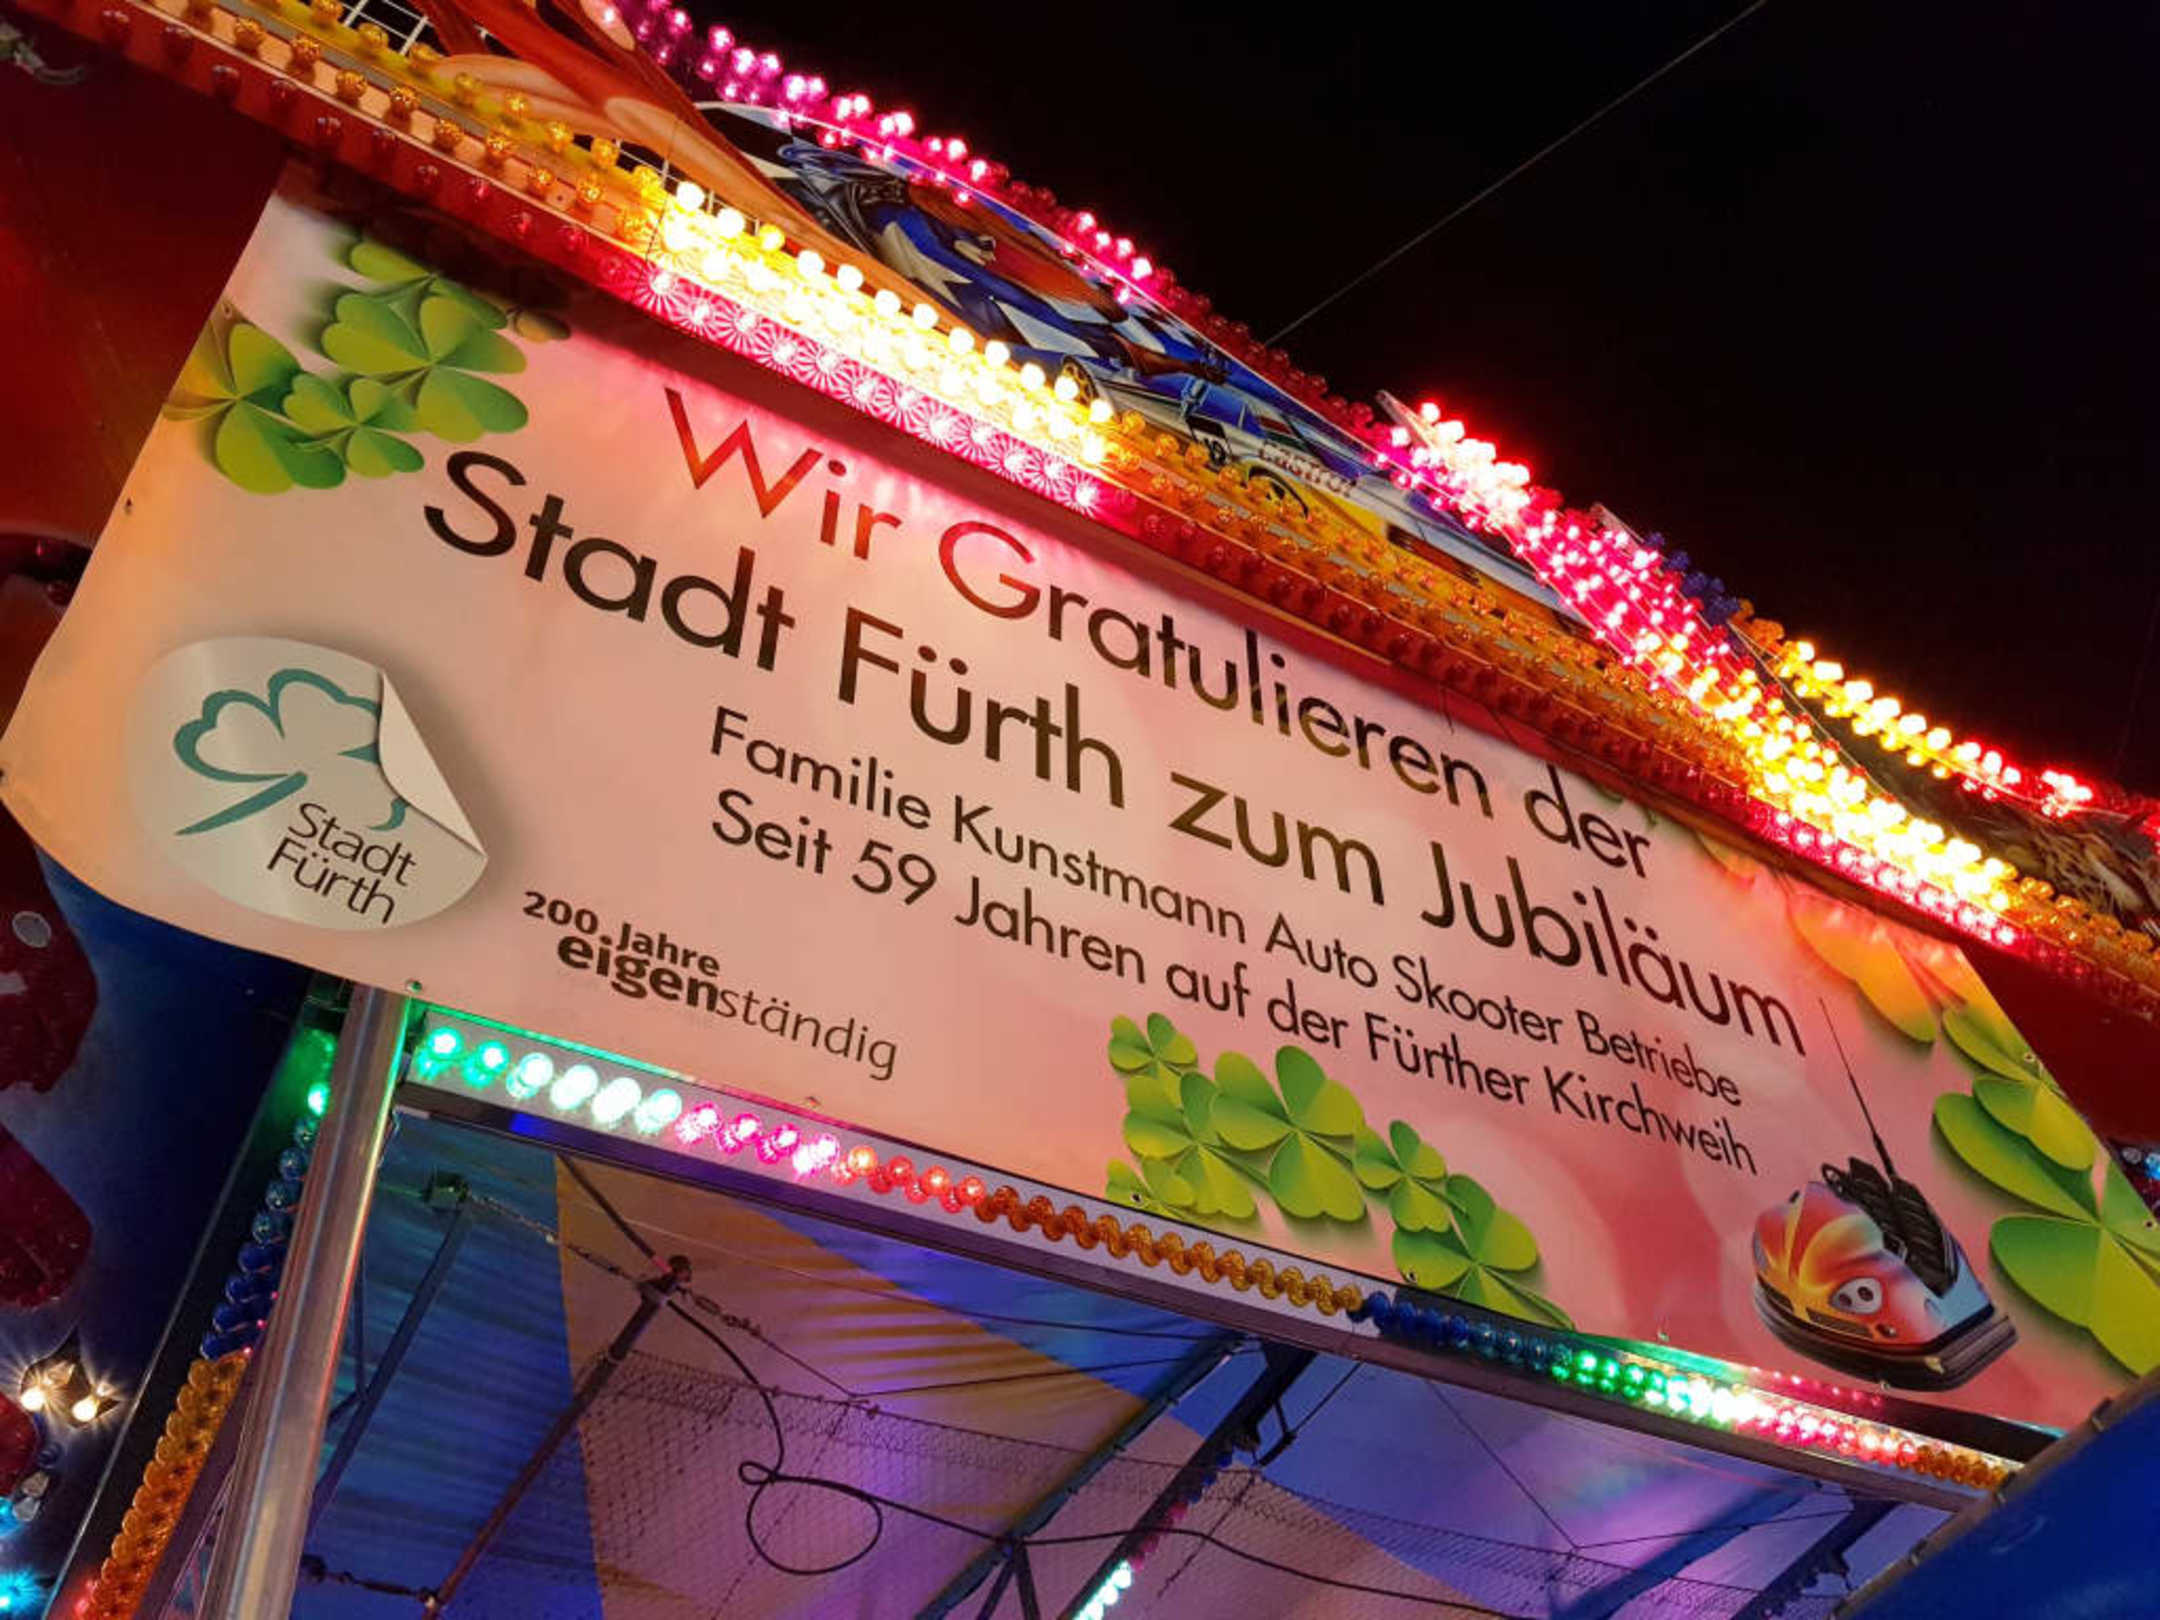 Wir Gratulieren der
Stadt Fürth zum Jubiläum
Familie Kunstmann Auto Skooter Betriebe
Seit 59 Jahren auf der Fürther Kirchweih
Stadt
Fürth
200 Jahre
eigenständig
Castrol